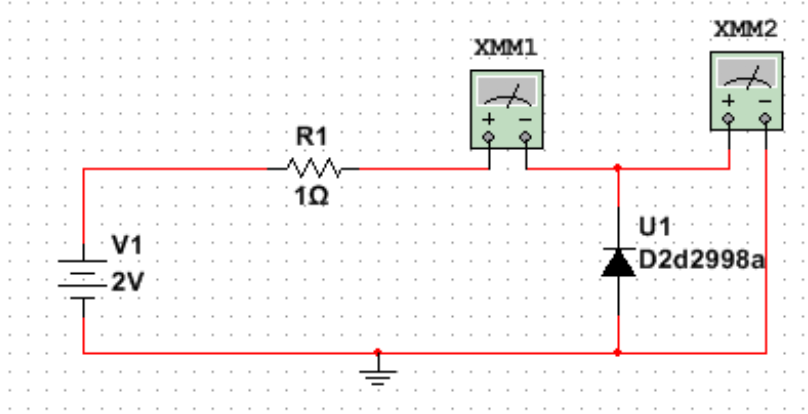 XMM2
XMM1
+ −
+ −
R1
1Ω
V1
2V
U1
D2d2998a